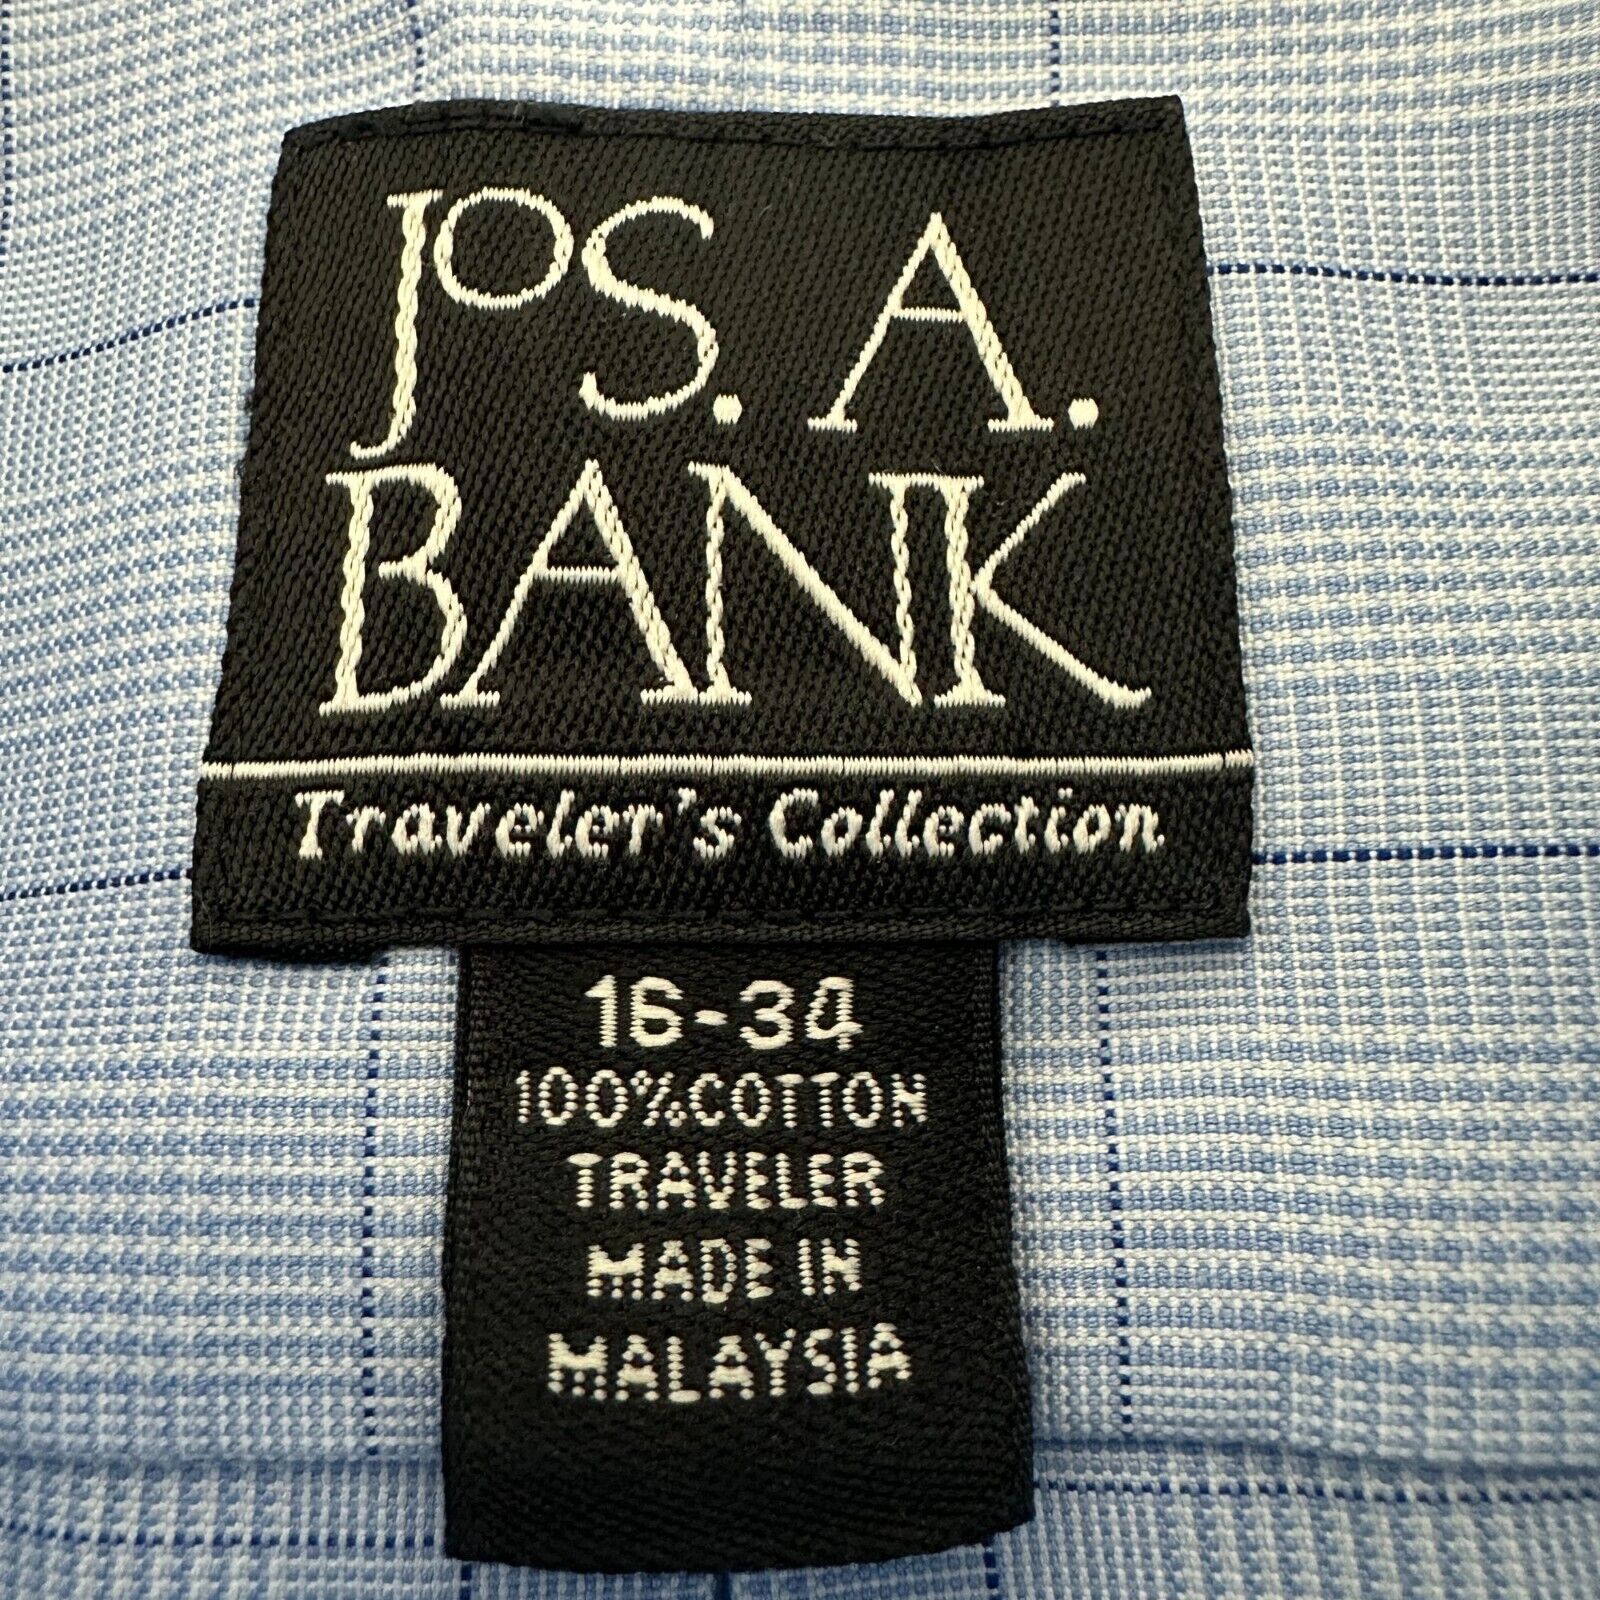 JoS. A.
BANK
Traveler's Collection
16-34
100%COTTON
TRAVELER
MADE IN
MALAYSIA